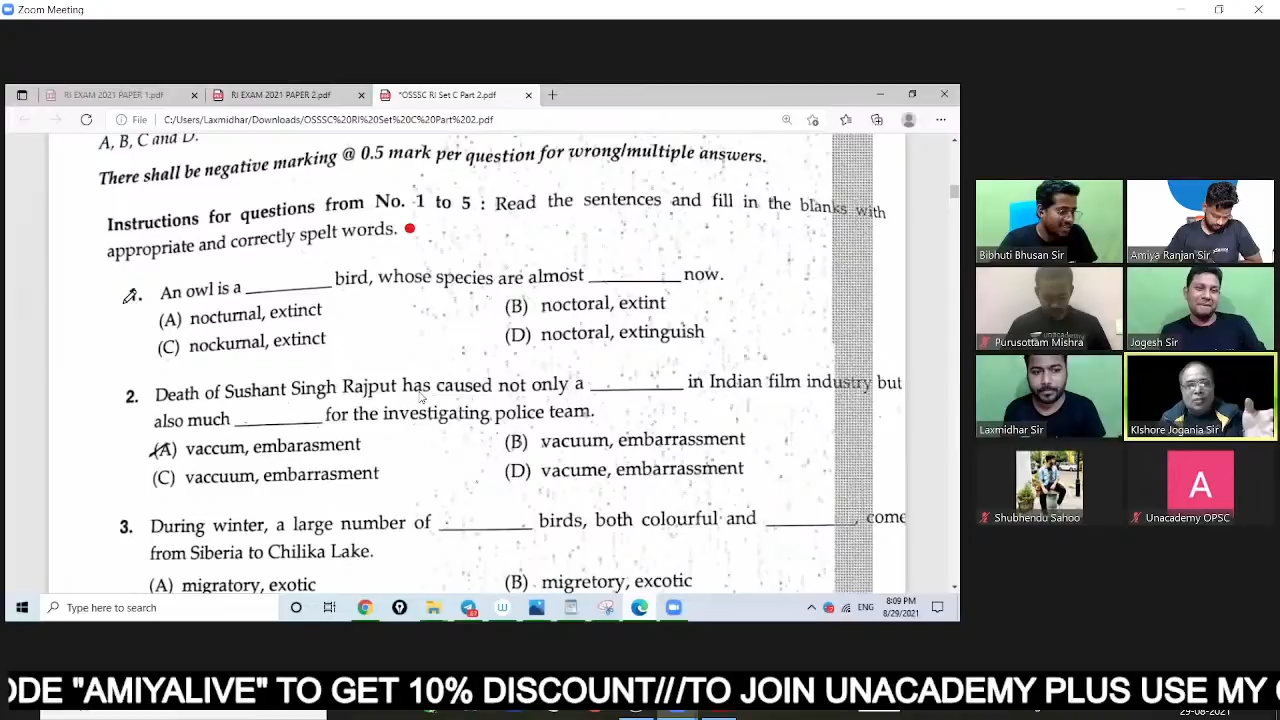 Zoom Meeting
RI EXAM 2021 PAPER 1.pdf
RI EXAM 2021 PAPER 2.pdf
*OSSSC RI Set C Part 2.pdf
File
C:/Users/Laxmidhar/Downloads/OSSSC%20RI%20Set%20C%20Part%202.pdf
A, B, C and D.
There shall be negative marking @ 0.5 mark per question for wrong/multiple answers.
Instructions for questions from No. 1 to 5 : Read the sentences and fill in the blanks with
appropriate and correctly spelt words.
An owl is a __________ bird, whose species are almost __________ now.
(A) nocturnal, extinct
(B) noctoral, extint
(C) nockurnal, extinct
(D) noctoral, extinguish
2. Death of Sushant Singh Rajput has caused not only a __________ in Indian film industry but
also much __________ for the investigating police team.
(A) vaccum, embarasment
(B) vacuum, embarrassment
(C) vaccuum, embarrasment
(D) vacume, embarrassment
3. During winter, a large number of __________ birds, both colourful and __________, come
from Siberia to Chilika Lake.
(A) migratory, exotic
(B) migretory, excotic
Bibhuti Bhusan Sir
Amiya Ranjan Sir
Purusottam Mishra
Jogesh Sir
Laxmidhar Sir
KIshore Jogania Sir
Shubhendu Sahoo
A
Unacademy OPSC
Type here to search
ENG
8:09 PM
8/29/2021
ODE "AMIYALIVE" TO GET 10% DISCOUNT///TO JOIN UNACADEMY PLUS USE MY
29-08-2021